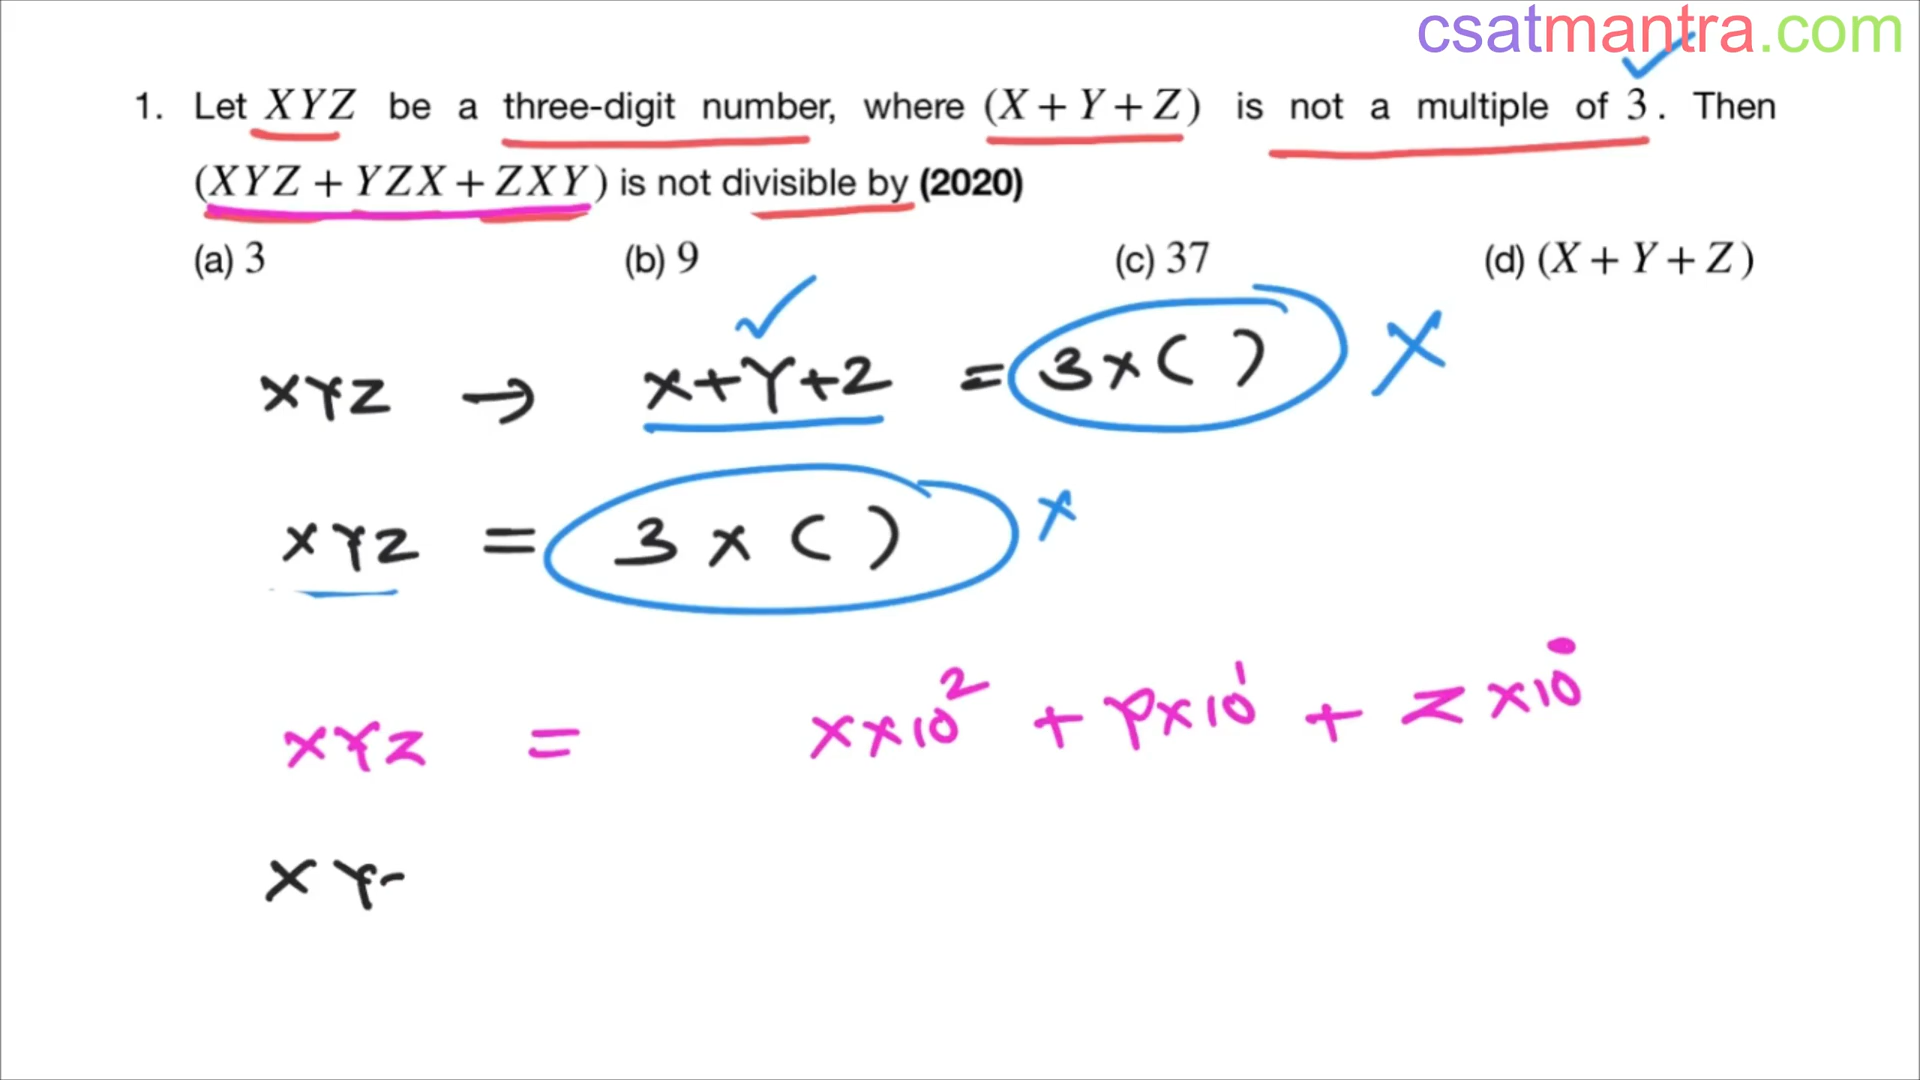 csatmantra.com
1. Let XYZ be a three-digit number, where (X + Y + Z) is not a multiple of 3. Then
(XYZ + YZX + ZXY) is not divisible by (2020)
(a) 3 (b) 9 (c) 37 (d) (X + Y + Z)
XYZ → X+Y+Z = 3×( )
XYZ = 3 × ( )
XYZ = X×10² + Y×10¹ + Z×10⁰
XY